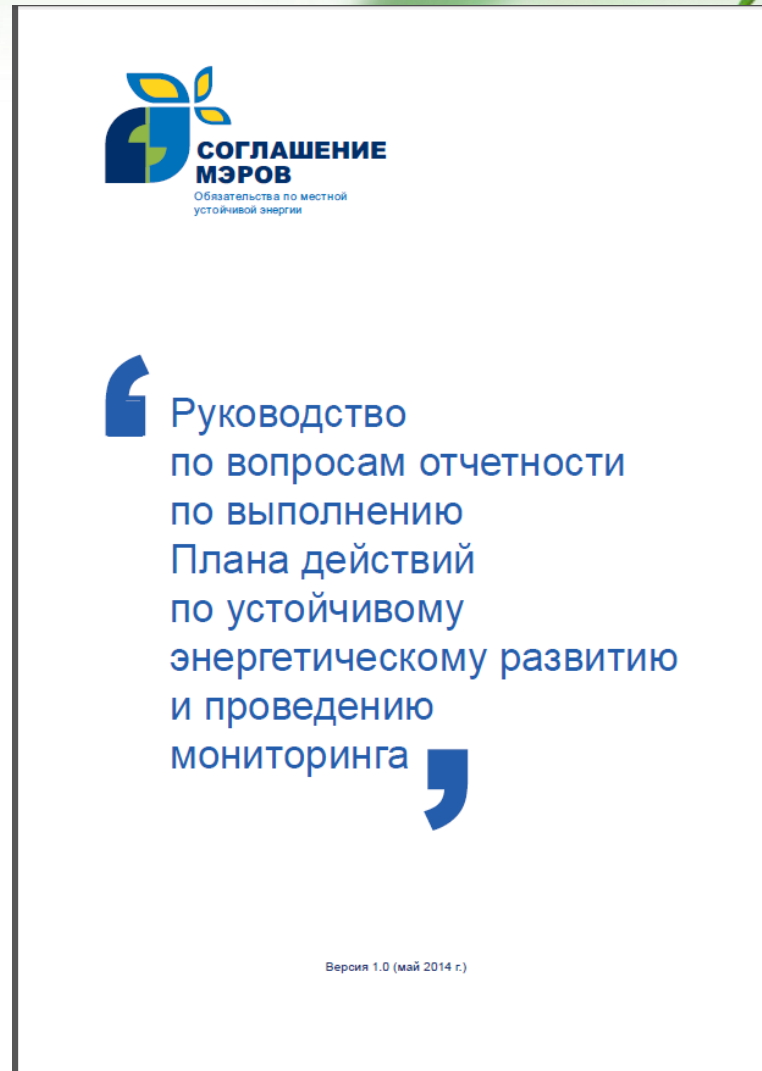 СОГЛАШЕНИЕ
МЭРОВ
Обязательства по местной
устойчивой энергии
Руководство
по вопросам отчетности
по выполнению
Плана действий
по устойчивому
энергетическому развитию
и проведению
мониторинга
Версия 1.0 (май 2014 г.)